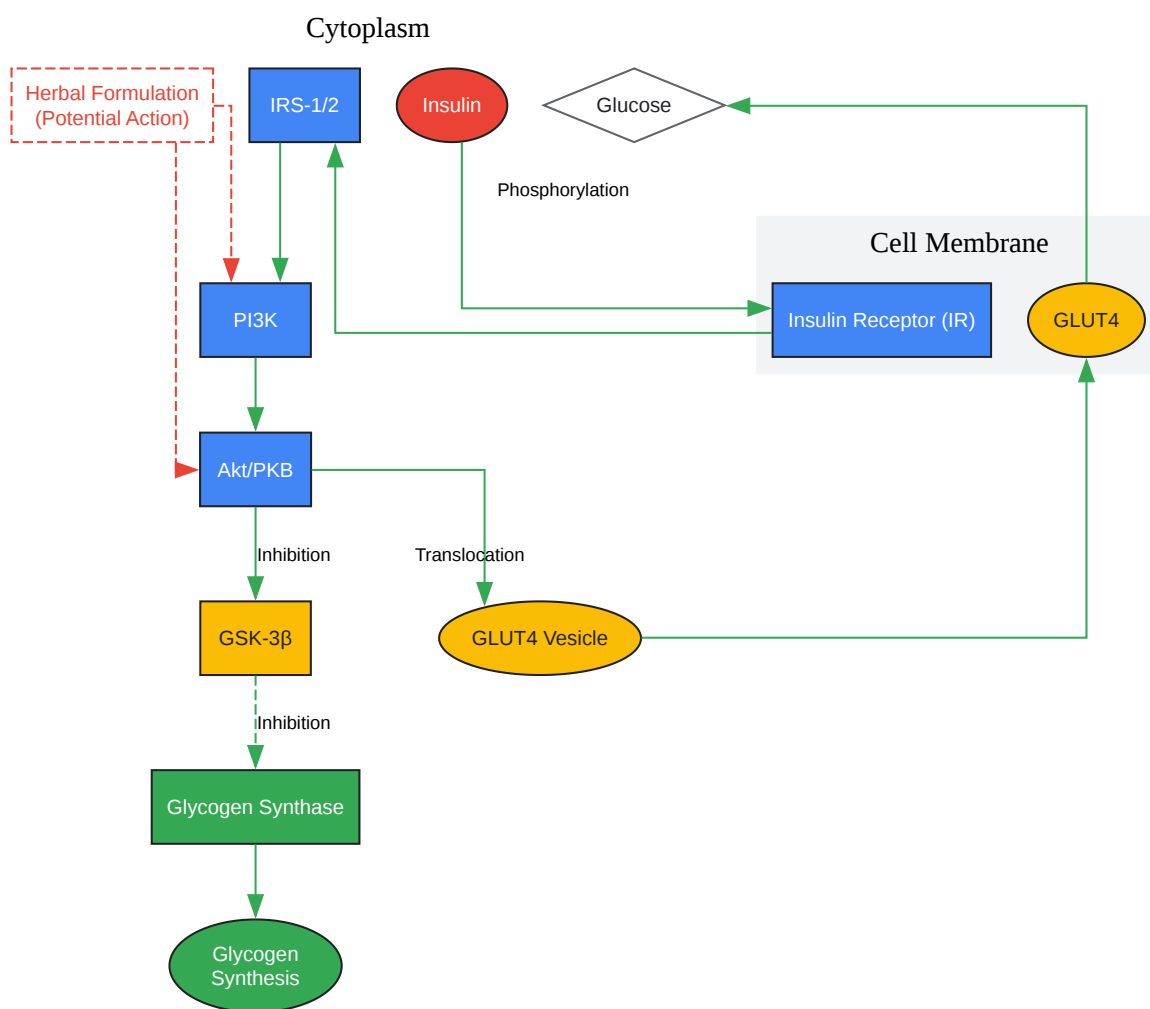 Cytoplasm
Herbal Formulation
(Potential Action)
IRS-1/2
Insulin
Glucose
Phosphorylation
Cell Membrane
PI3K
Insulin Receptor (IR)
GLUT4
Akt/PKB
Inhibition
Translocation
GSK-3β
GLUT4 Vesicle
Inhibition
Glycogen Synthase
Glycogen
Synthesis